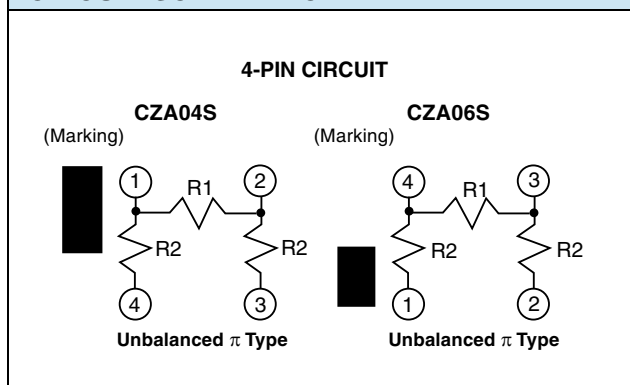 4-PIN CIRCUIT
CZA04S
(Marking)
1
R1
2
R2
R2
4
3
Unbalanced π Type
CZA06S
(Marking)
4
R1
3
R2
R2
1
2
Unbalanced π Type